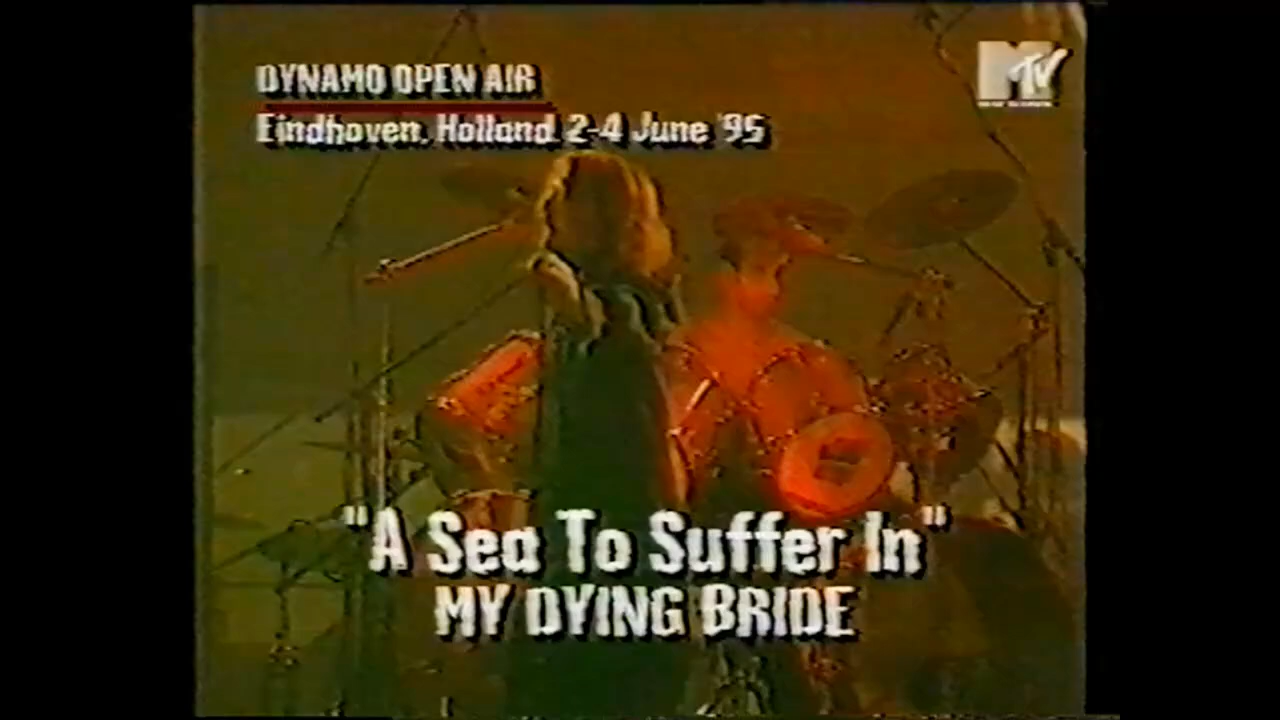 DYNAMO OPEN AIR
MTV
Eindhoven, Holland 2-4 June '95
"A Sea To Suffer In"
MY DYING BRIDE